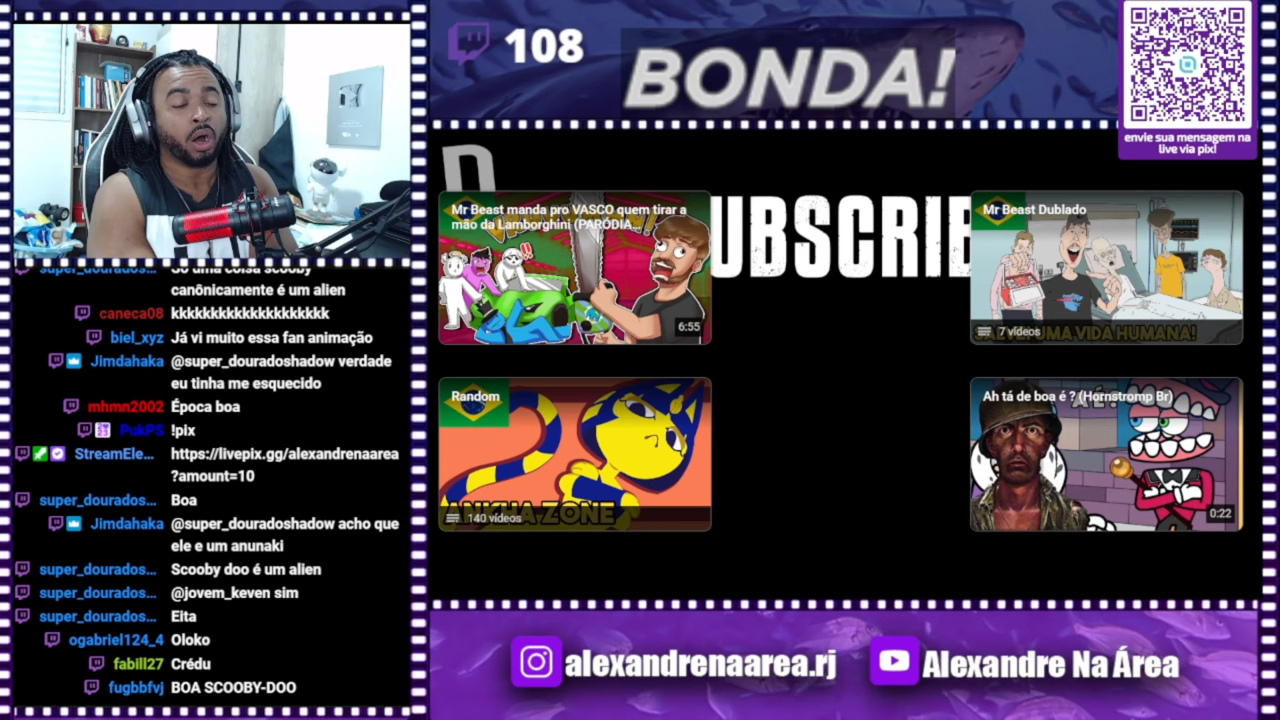 108
BONDA!
envie sua mensagem na
live via pix!
super_dourados... Só uma coisa scooby
canônicamente é um alien
caneca08 kkkkkkkkkkkkkkkkkkkk
biel_xyz Já vi muito essa fan animação
Jimdahaka @super_douradoshadow verdade
eu tinha me esquecido
mhmn2002 Época boa
PukPS !pix
StreamEle... https://livepix.gg/alexandrenaarea
?amount=10
super_dourados... Boa
Jimdahaka @super_douradoshadow acho que
ele e um anunaki
super_dourados... Scooby doo é um alien
super_dourados... @jovem_keven sim
super_dourados... Eita
ogabriel124_4 Oloko
fabill27 Crédu
fugbbfvj BOA SCOOBY-DOO
Mr Beast manda pro VASCO quem tirar a
mão da Lamborghini (PARÓDIA...
6:55
UBSCRIB
Mr Beast Dublado
7 vídeos
UMA VIDA HUMANA!
Random
ANKHA ZONE
140 vídeos
Ah tá de boa é ? (Hornstromp Br)
0:22
alexandrenaarea.rj
Alexandre Na Área